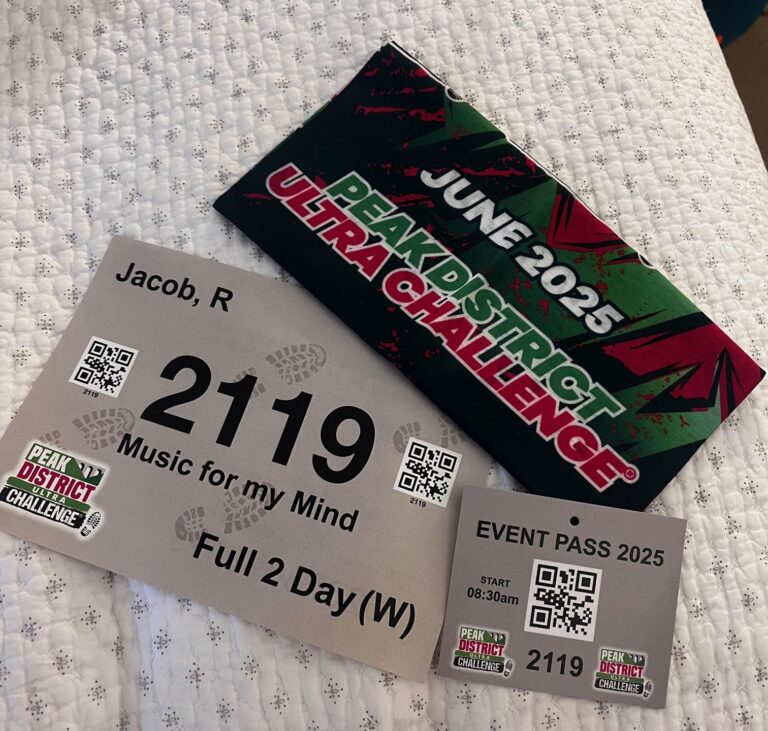 JUNE 2025
PEAK DISTRICT
ULTRA CHALLENGE®
Jacob, R
2119
2119
2119
Music for my Mind
Full 2 Day (W)
PEAK
DISTRICT
ULTRA
CHALLENGE
EVENT PASS 2025
START
08:30am
2119
PEAK
DISTRICT
ULTRA
CHALLENGE
PEAK
DISTRICT
ULTRA
CHALLENGE